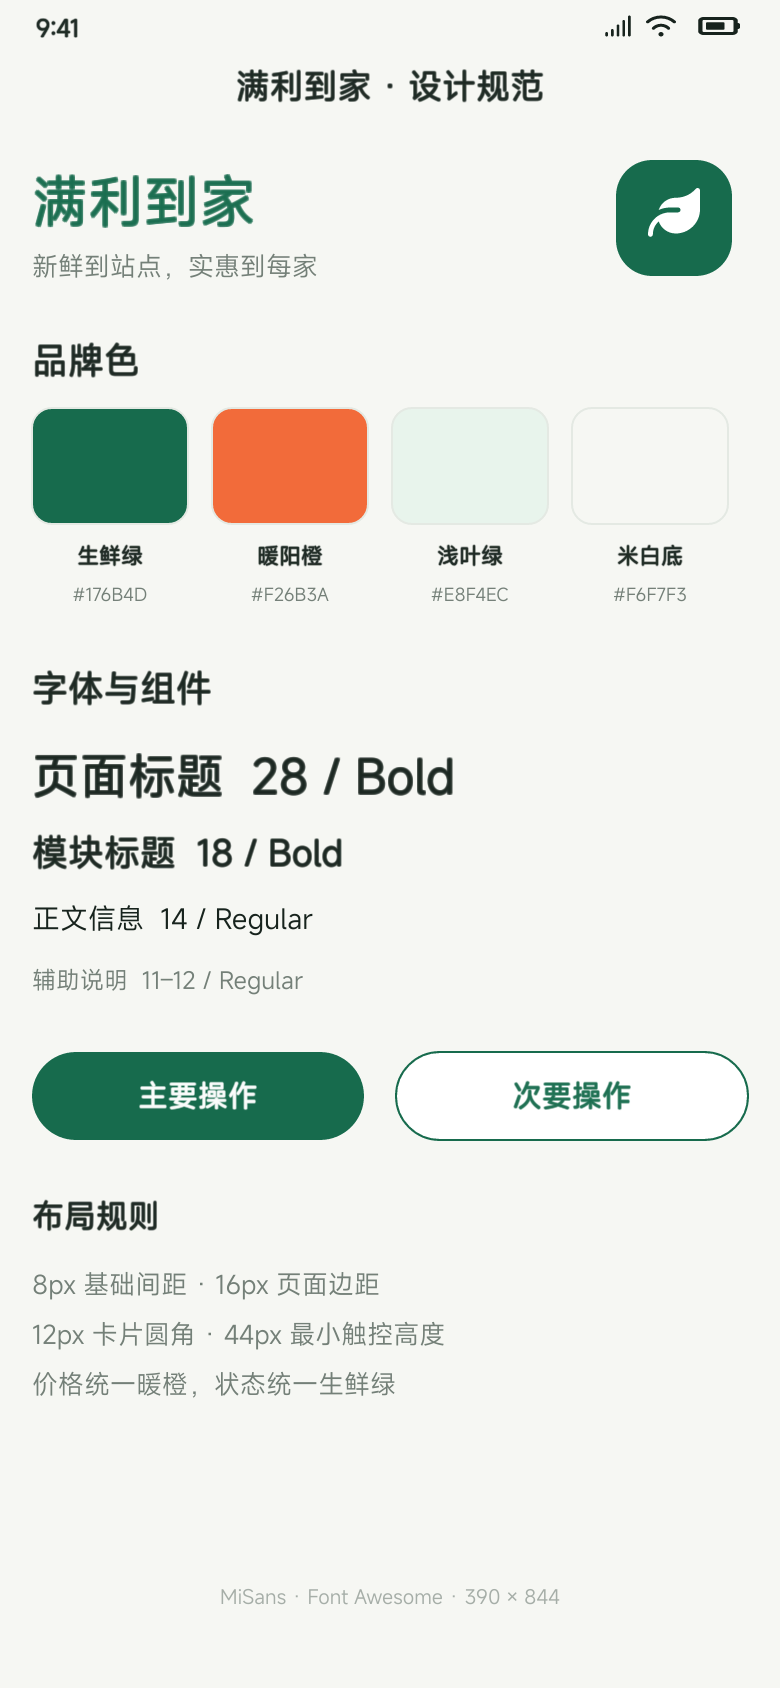 9:41
满利到家 · 设计规范
满利到家
新鲜到站点，实惠到每家
品牌色
生鲜绿 暖阳橙 浅叶绿 米白底
#176B4D #F26B3A #E8F4EC #F6F7F3
字体与组件
页面标题 28 / Bold
模块标题 18 / Bold
正文信息 14 / Regular
辅助说明 11–12 / Regular
主要操作 次要操作
布局规则
8px 基础间距 · 16px 页面边距
12px 卡片圆角 · 44px 最小触控高度
价格统一暖橙，状态统一生鲜绿
MiSans · Font Awesome · 390 × 844